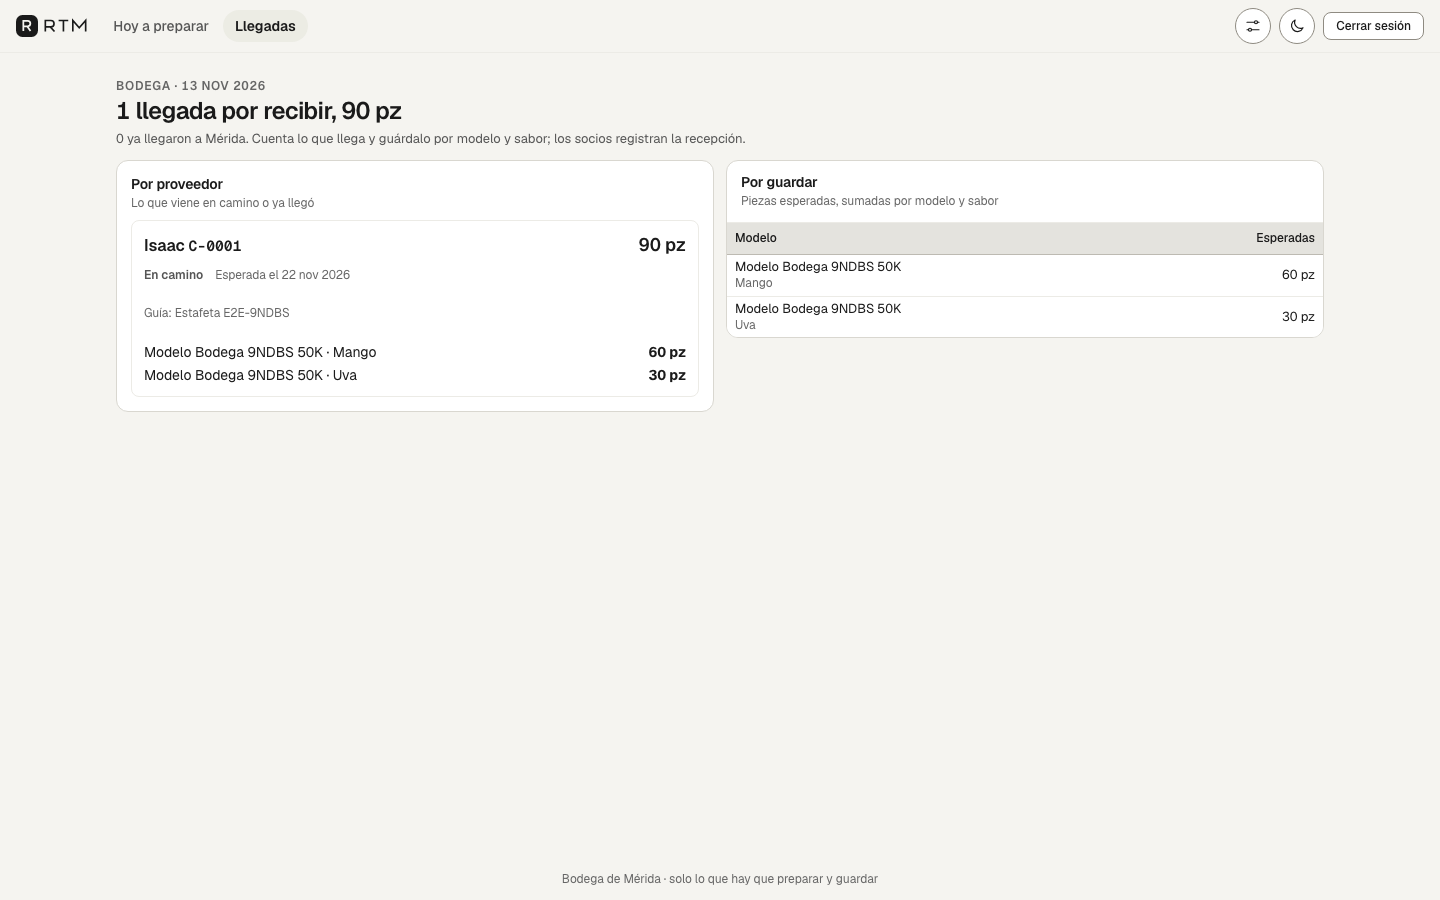 R RTM
Hoy a preparar
Llegadas
Cerrar sesión
BODEGA · 13 NOV 2026
1 llegada por recibir, 90 pz
0 ya llegaron a Mérida. Cuenta lo que llega y guárdalo por modelo y sabor; los socios registran la recepción.
Por proveedor
Lo que viene en camino o ya llegó
Isaac C-0001 90 pz
En camino Esperada el 22 nov 2026
Guía: Estafeta E2E-9NDBS
Modelo Bodega 9NDBS 50K · Mango 60 pz
Modelo Bodega 9NDBS 50K · Uva 30 pz
Por guardar
Piezas esperadas, sumadas por modelo y sabor
Modelo Esperadas
Modelo Bodega 9NDBS 50K
Mango
60 pz
Modelo Bodega 9NDBS 50K
Uva
30 pz
Bodega de Mérida · solo lo que hay que preparar y guardar